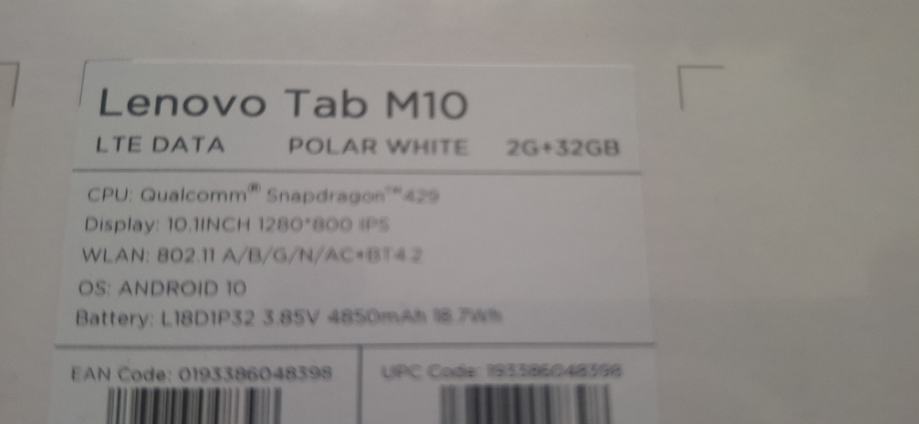 Lenovo Tab M10
LTE DATA POLAR WHITE 2G+32GB
CPU: Qualcomm® Snapdragon™429
Display: 10.1INCH 1280*800 IPS
WLAN: 802.11 A/B/G/N/AC+BT4.2
OS: ANDROID 10
Battery: L18D1P32 3.85V 4850mAh 18.7Wh
EAN Code: 0193386048398 UPC Code: 193386048398